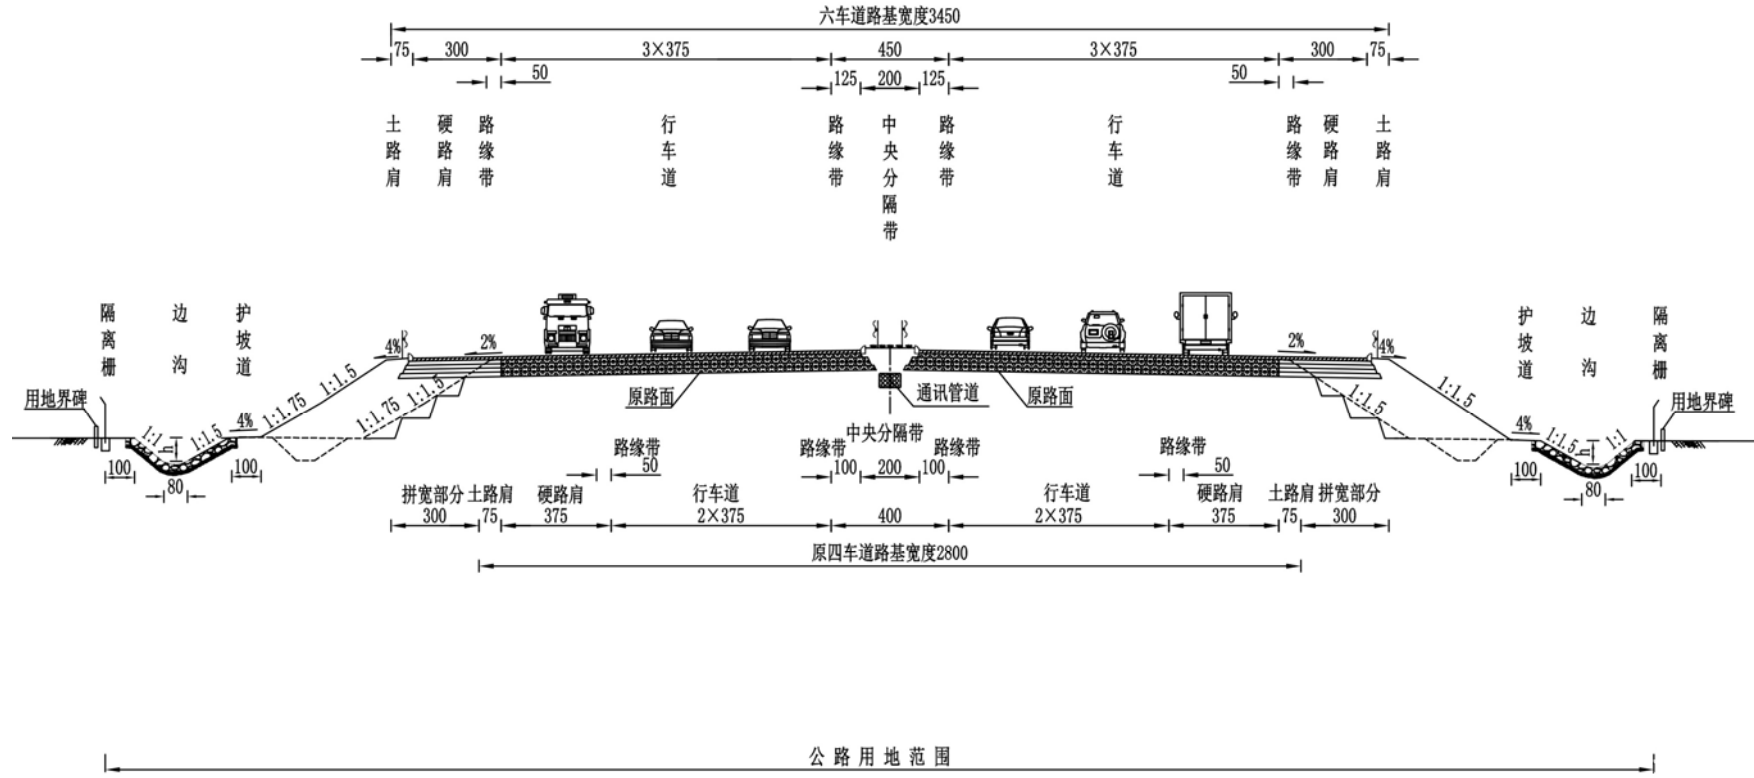 六车道路基宽度3450
75 300 3×375 450 3×375 300 75
50 125 200 125 50
土路肩 硬路肩 路缘带 行车道 路缘带 中央分隔带 路缘带 行车道 路缘带 硬路肩 土路肩
隔离栅 边沟 护坡道 护坡道 边沟 隔离栅
4% 2% 2% 4%
用地界碑 1:1.75 1:1.5 1:1.75 1:1.5 原路面 通讯管道 原路面 1:1.5 1:1.5 用地界碑
1:1 h 1:1.5 4% 中央分隔带 4% 1:1.5 h 1:1
路缘带 路缘带 路缘带 路缘带
100 80 100 50 100 200 100 50 100 80 100
拼宽部分 土路肩 硬路肩 行车道 行车道 硬路肩 土路肩 拼宽部分
300 75 375 2×375 400 2×375 375 75 300
原四车道路基宽度2800
公路用地范围